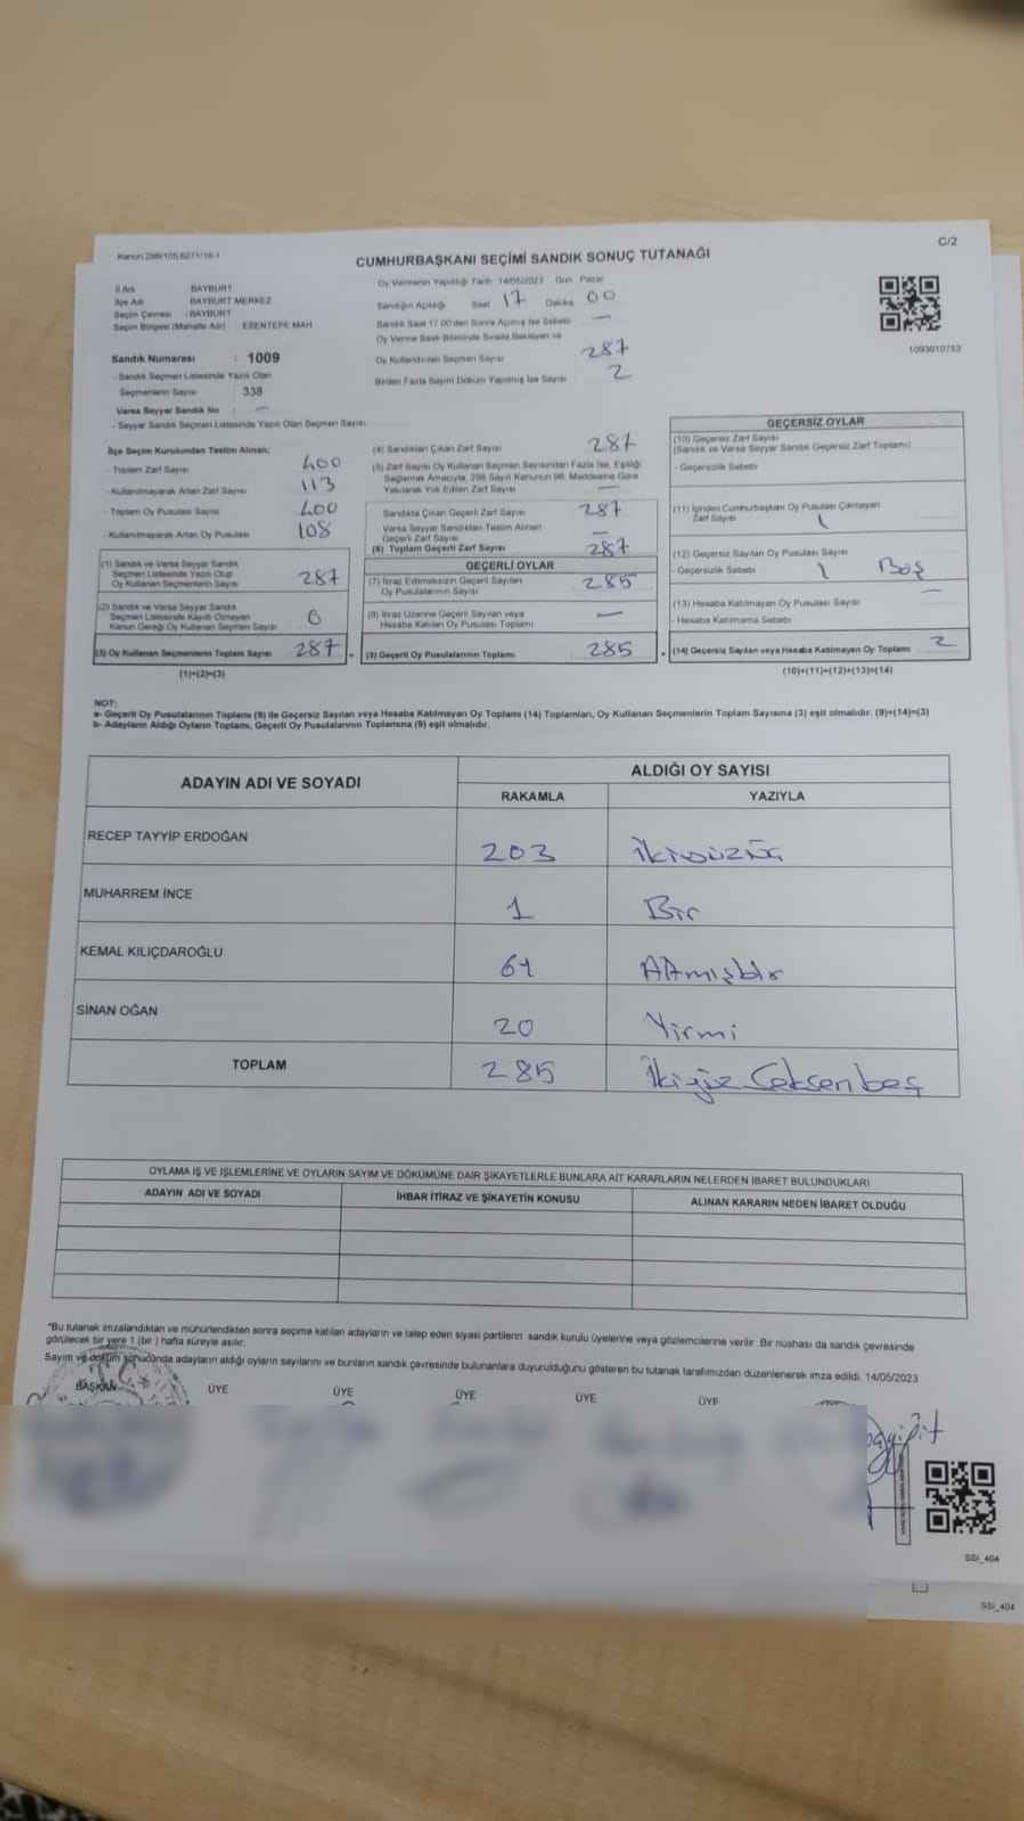 C/2
CUMHURBAŞKANI SEÇİMİ SANDIK SONUÇ TUTANAĞI
İl Adı BAYBURT
İlçe Adı BAYBURT MERKEZ
Seçim Çevresi : BAYBURT
Seçim Bölgesi (Mahalle Adı) ESENTEPE MAH
Sandık Numarası : 1009
- Sandık Seçmen Listesinde Yazılı Olan
Seçmenlerin Sayısı : 338
Varsa Seyyar Sandık No : —
- Seyyar Sandık Seçmen Listesinde Yazılı Olan Seçmen Sayısı
Oy Vermenin Yapıldığı Tarih 14/05/2023 Gün Pazar
Sandığın Açıldığı Saat 17 Dakika 00
Sandık Saat 17.00'den Sonra Açılmış İse Sebebi —
Oy Kullandırılan Seçmen Sayısı 287
Birden Fazla Sayım Döküm Yapılmış İse Sayısı 2
1093010753
İlçe Seçim Kurulundan Teslim Alınan;
- Toplam Zarf Sayısı 400
- Kullanılmayarak Artan Zarf Sayısı 113
- Toplam Oy Pusulası Sayısı 400
- Kullanılmayarak Artan Oy Pusulası 108
(1) Sandık ve Varsa Seyyar Sandık
Seçmen Listesinde Yazılı Olup
Oy Kullanan Seçmenlerin Sayısı 287
(2) Sandık ve Varsa Seyyar Sandık
Seçmen Listesinde Kayıtlı Olmayan
Kanun Gereği Oy Kullanan Seçmen Sayısı 0
(3) Oy Kullanan Seçmenlerin Toplam Sayısı 287
(1)+(2)=(3)
(4) Sandıktan Çıkan Zarf Sayısı 287
(5) Zarf Sayısı Oy Kullanan Seçmen Sayısından Fazla İse, Eşitliği
Sağlamak Amacıyla, 298 Sayılı Kanunun 98. Maddesine Göre
Yakılarak Yok Edilen Zarf Sayısı —
Sandıkta Çıkan Geçerli Zarf Sayısı 287
Varsa Seyyar Sandıktan Teslim Alınan
Geçerli Zarf Sayısı —
(6) Toplam Geçerli Zarf Sayısı 287
GEÇERLİ OYLAR
(7) İtiraz Edilmeksizin Geçerli Sayılan
Oy Pusulalarının Sayısı 285
(8) İtiraz Üzerine Geçerli Sayılan veya
Hesaba Katılan Oy Pusulası Toplamı —
(9) Geçerli Oy Pusulalarının Toplamı 285
GEÇERSİZ OYLAR
(10) Geçersiz Zarf Sayısı
(Sandık ve Varsa Seyyar Sandık Geçersiz Zarf Toplamı)
- Geçersizlik Sebebi
(11) İçinden Cumhurbaşkanı Oy Pusulası Çıkmayan
Zarf Sayısı 1
(12) Geçersiz Sayılan Oy Pusulası Sayısı
- Geçersizlik Sebebi 1 Boş
(13) Hesaba Katılmayan Oy Pusulası Sayısı —
- Hesaba Katılmama Sebebi
(14) Geçersiz Sayılan veya Hesaba Katılmayan Oy Toplamı 2
(10)+(11)+(12)+(13)=(14)
NOT:
a- Geçerli Oy Pusulalarının Toplamı (9) ile Geçersiz Sayılan veya Hesaba Katılmayan Oy Toplamı (14) Toplamları, Oy Kullanan Seçmenlerin Toplam Sayısına (3) eşit olmalıdır. (9)+(14)=(3)
b- Adayların Aldığı Oyların Toplamı, Geçerli Oy Pusulalarının Toplamına (9) eşit olmalıdır.
ADAYIN ADI VE SOYADI
ALDIĞI OY SAYISI
RAKAMLA YAZIYLA
RECEP TAYYİP ERDOĞAN 203 İkiyüzüç
MUHARREM İNCE 1 Bir
KEMAL KILIÇDAROĞLU 61 Altmışbir
SİNAN OĞAN 20 Yirmi
TOPLAM 285 İkiyüz Seksenbeş
OYLAMA İŞ VE İŞLEMLERİNE VE OYLARIN SAYIM VE DÖKÜMÜNE DAİR ŞİKAYETLERLE BUNLARA AİT KARARLARIN NELERDEN İBARET BULUNDUKLARI
ADAYIN ADI VE SOYADI İHBAR İTİRAZ VE ŞİKAYETİN KONUSU ALINAN KARARIN NEDEN İBARET OLDUĞU
*Bu tutanak imzalandıktan ve mühürlendikten sonra seçime katılan adayların ve talep eden siyasi partilerin sandık kurulu üyelerine veya gözlemcilerine verilir. Bir nüshası da sandık çevresinde
görülecek bir yere 1 (bir) hafta süreyle asılır.
Sayım ve döküm sonucunda adayların aldığı oyların sayılarını ve bunların sandık çevresinde bulunanlara duyurulduğunu gösteren bu tutanak tarafımızdan düzenlenerek imza edildi. 14/05/2023
BAŞKAN ÜYE ÜYE ÜYE ÜYE ÜYE
SSI_404
SSI_404